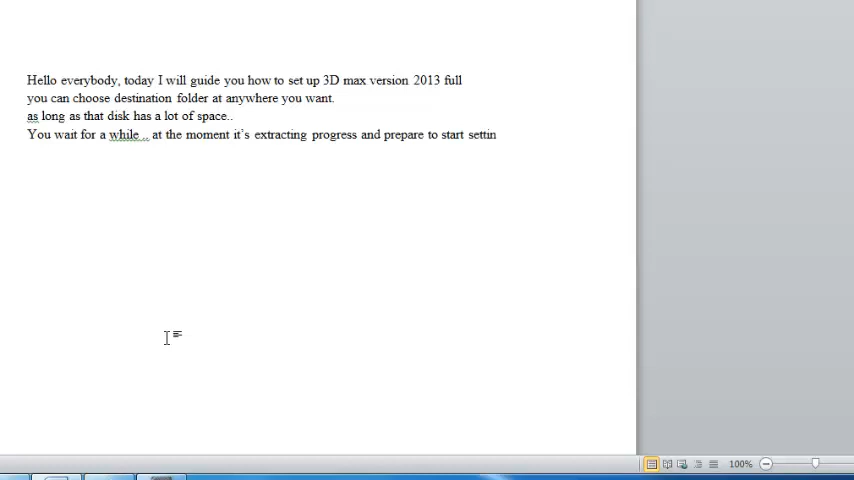 Hello everybody, today I will guide you how to set up 3D max version 2013 full
you can choose destination folder at anywhere you want.
as long as that disk has a lot of space..
You wait for a while .. at the moment it's extracting progress and prepare to start settin
100%